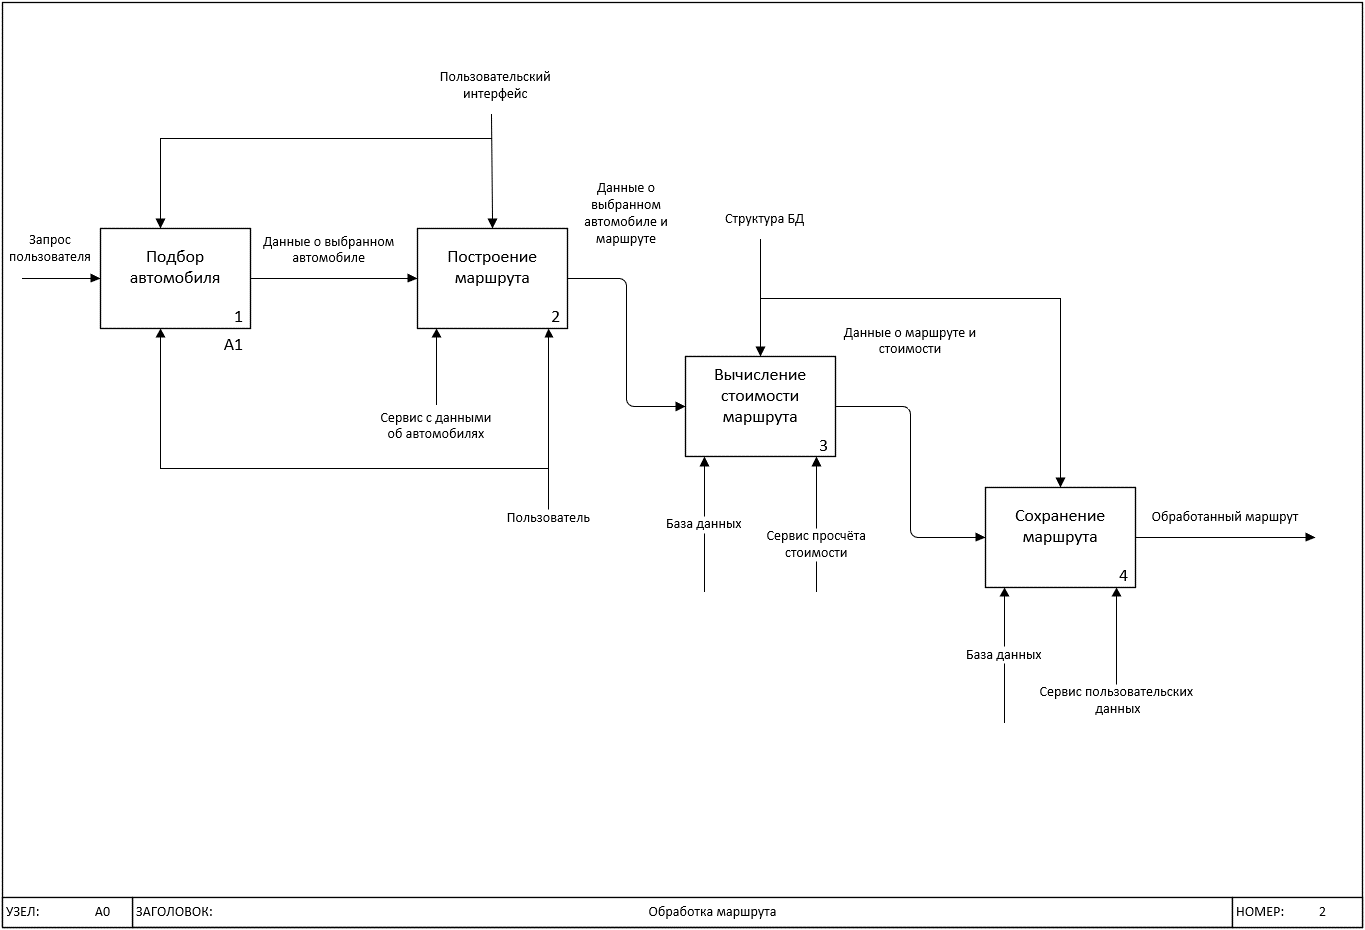 Пользовательский
интерфейс
Данные о
выбранном
автомобиле и
маршруте
Структура БД
Запрос
пользователя
Подбор
автомобиля
1
A1
Данные о выбранном
автомобиле
Построение
маршрута
2
Данные о маршруте и
стоимости
Вычисление
стоимости
маршрута
3
Сервис с данными
об автомобилях
Пользователь
База данных
Сервис просчёта
стоимости
Сохранение
маршрута
4
Обработанный маршрут
База данных
Сервис пользовательских
данных
УЗЕЛ: A0
ЗАГОЛОВОК: Обработка маршрута
НОМЕР: 2